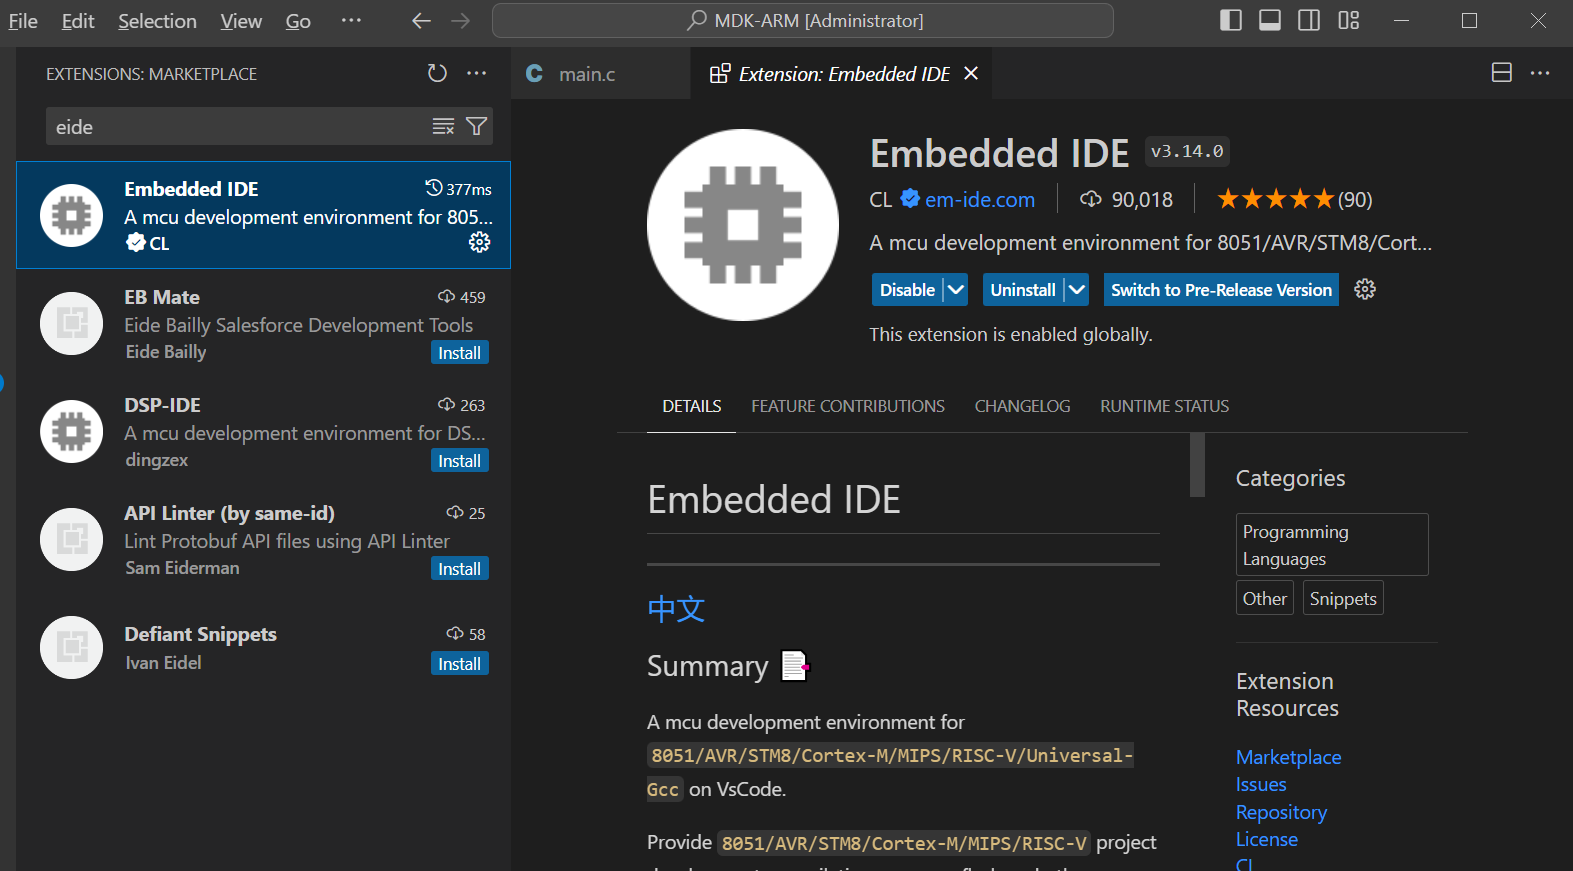 File Edit Selection View Go ··· MDK-ARM [Administrator]
EXTENSIONS: MARKETPLACE
eide
Embedded IDE 377ms
A mcu development environment for 805...
CL
EB Mate 459
Eide Bailly Salesforce Development Tools
Eide Bailly Install
DSP-IDE 263
A mcu development environment for DS...
dingzex Install
API Linter (by same-id) 25
Lint Protobuf API files using API Linter
Sam Eiderman Install
Defiant Snippets 58
Ivan Eidel Install
C main.c Extension: Embedded IDE
Embedded IDE v3.14.0
CL em-ide.com 90,018 ★★★★★(90)
A mcu development environment for 8051/AVR/STM8/Cort...
Disable Uninstall Switch to Pre-Release Version
This extension is enabled globally.
DETAILS FEATURE CONTRIBUTIONS CHANGELOG RUNTIME STATUS
Embedded IDE
中文
Summary
A mcu development environment for
8051/AVR/STM8/Cortex-M/MIPS/RISC-V/Universal-
Gcc on VsCode.
Provide 8051/AVR/STM8/Cortex-M/MIPS/RISC-V project
Categories
Programming
Languages
Other Snippets
Extension
Resources
Marketplace
Issues
Repository
License
CL